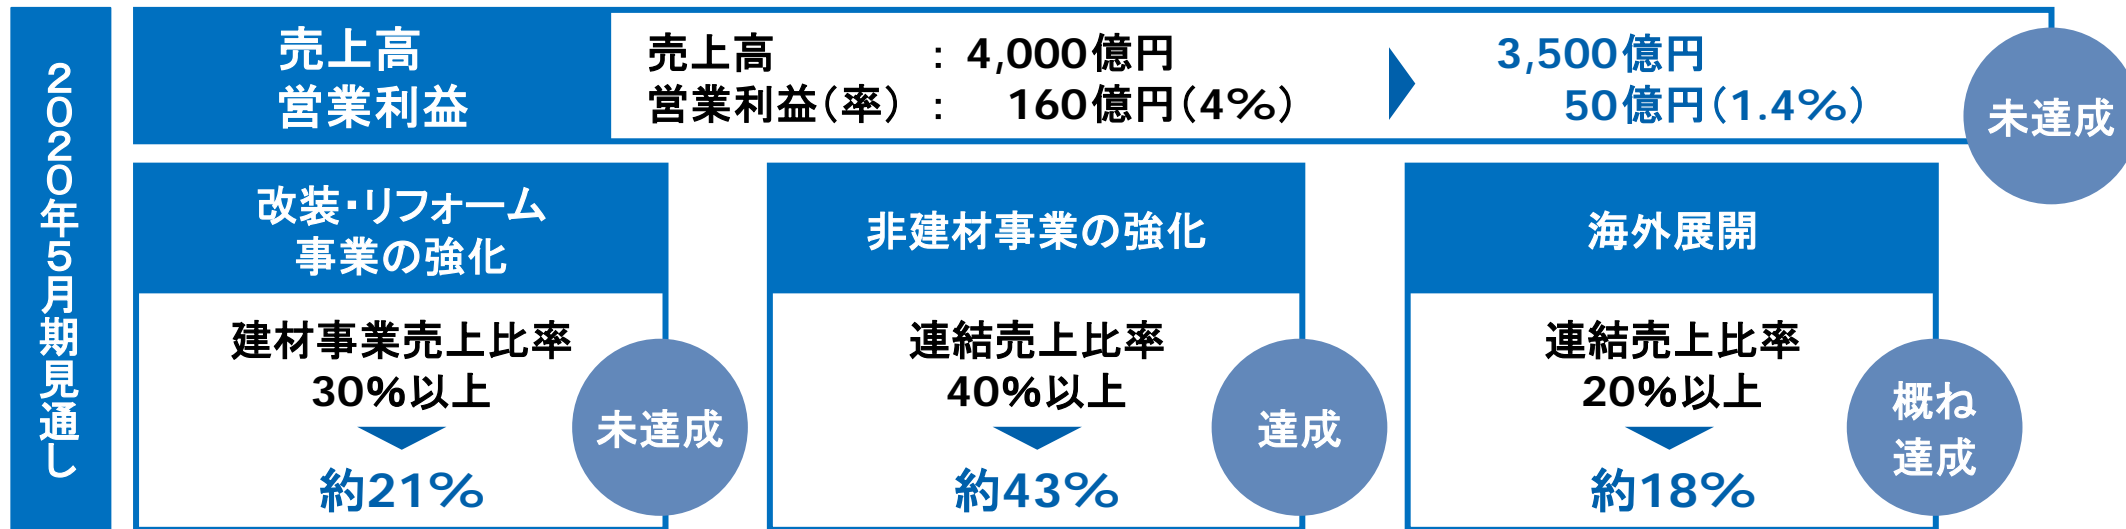 2020年5月期見通し
売上高
営業利益
売上高 : 4,000億円
営業利益(率) : 160億円(4%)
3,500億円
50億円(1.4%)
未達成
改装・リフォーム
事業の強化
建材事業売上比率
30%以上
約21%
未達成
非建材事業の強化
連結売上比率
40%以上
約43%
達成
海外展開
連結売上比率
20%以上
約18%
概ね
達成